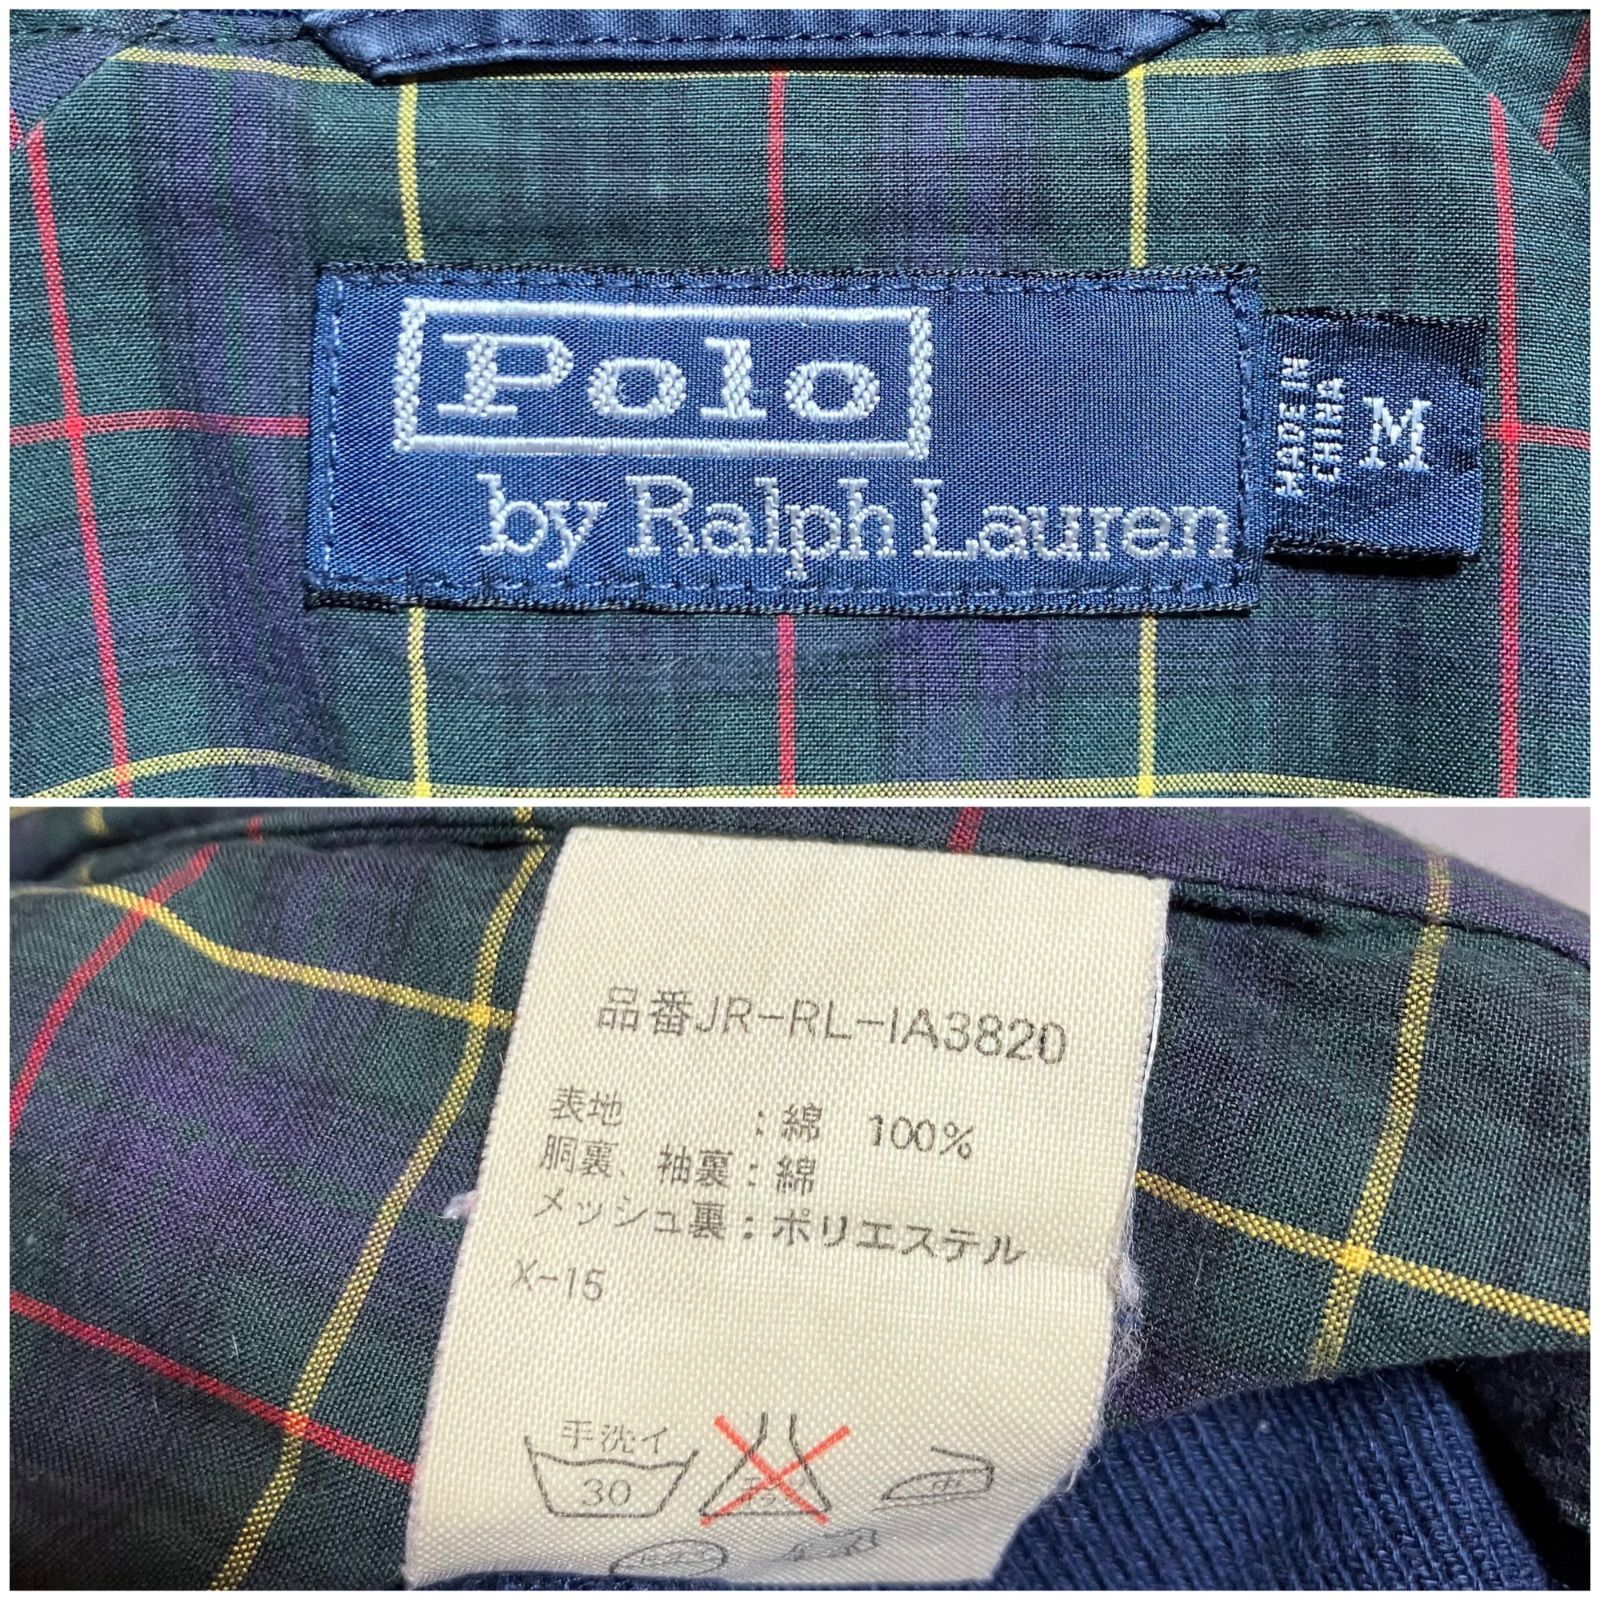 Polo
by Ralph Lauren
MADE IN
CHINA
M
品番JR-RL-IA3820
表地 : 綿 100%
胴裏、袖裏 : 綿
メッシュ裏 : ポリエステル
X-15
手洗イ
30
中